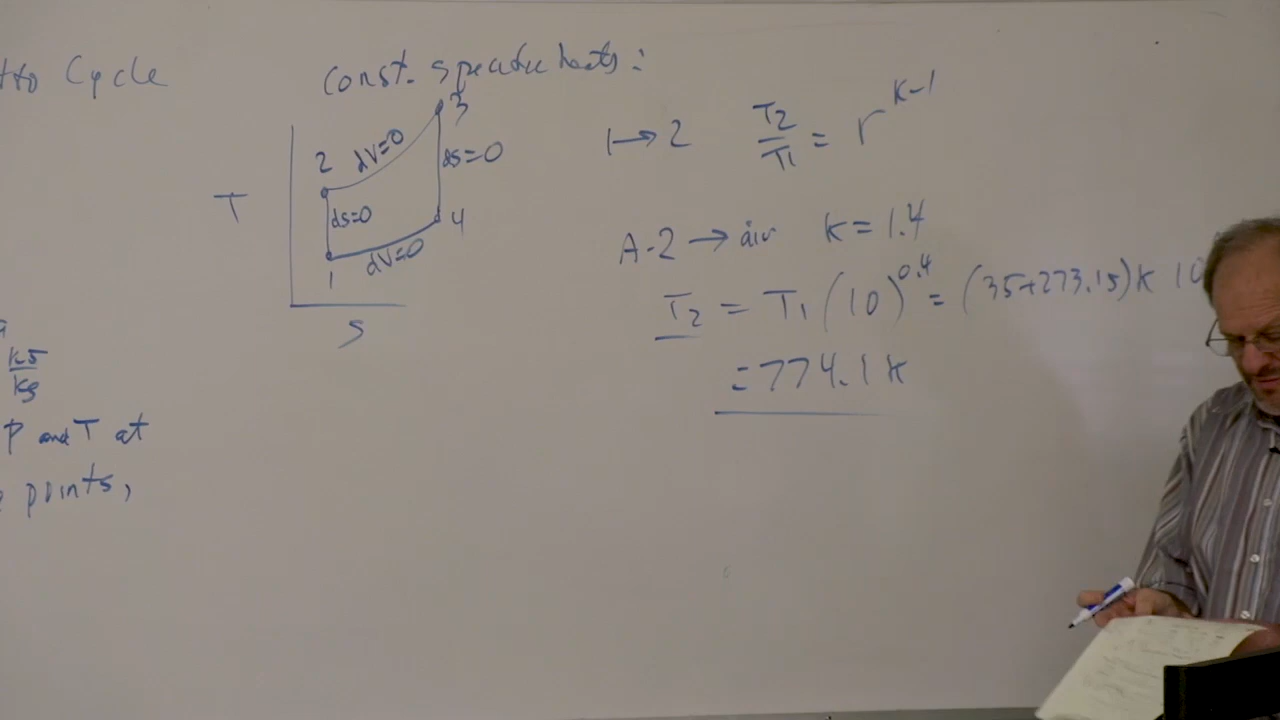 tto Cycle
const. specific heats:
3
2
dV=0
ds=0
T
ds=0
4
dV=0
1
S
1→2 T2/T1 = r^k-1
A-2 → air k = 1.4
T2 = T1 (10)^0.4 = (35+273.15)K 10
= 774.1 K
kJ/kg
P and T at
points,